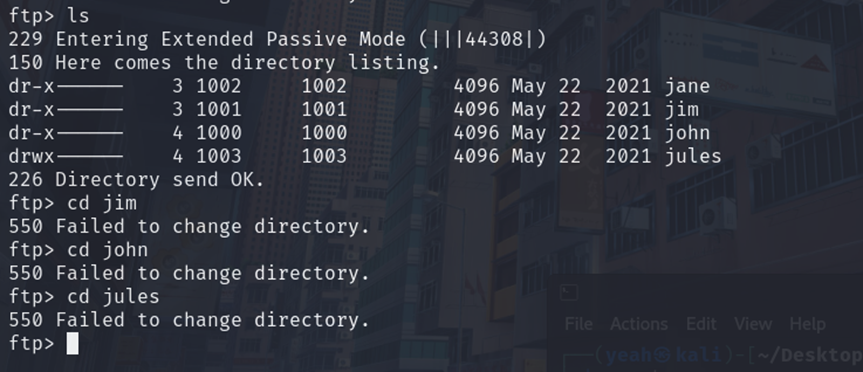 ftp> ls
229 Entering Extended Passive Mode (|||44308|)
150 Here comes the directory listing.
dr-x------    3 1002     1002         4096 May 22  2021 jane
dr-x------    3 1001     1001         4096 May 22  2021 jim
dr-x------    4 1000     1000         4096 May 22  2021 john
drwx------    4 1003     1003         4096 May 22  2021 jules
226 Directory send OK.
ftp> cd jim
550 Failed to change directory.
ftp> cd john
550 Failed to change directory.
ftp> cd jules
550 Failed to change directory.
ftp>
File Actions Edit View Help
(yeah㉿kali)-[~/Desktop